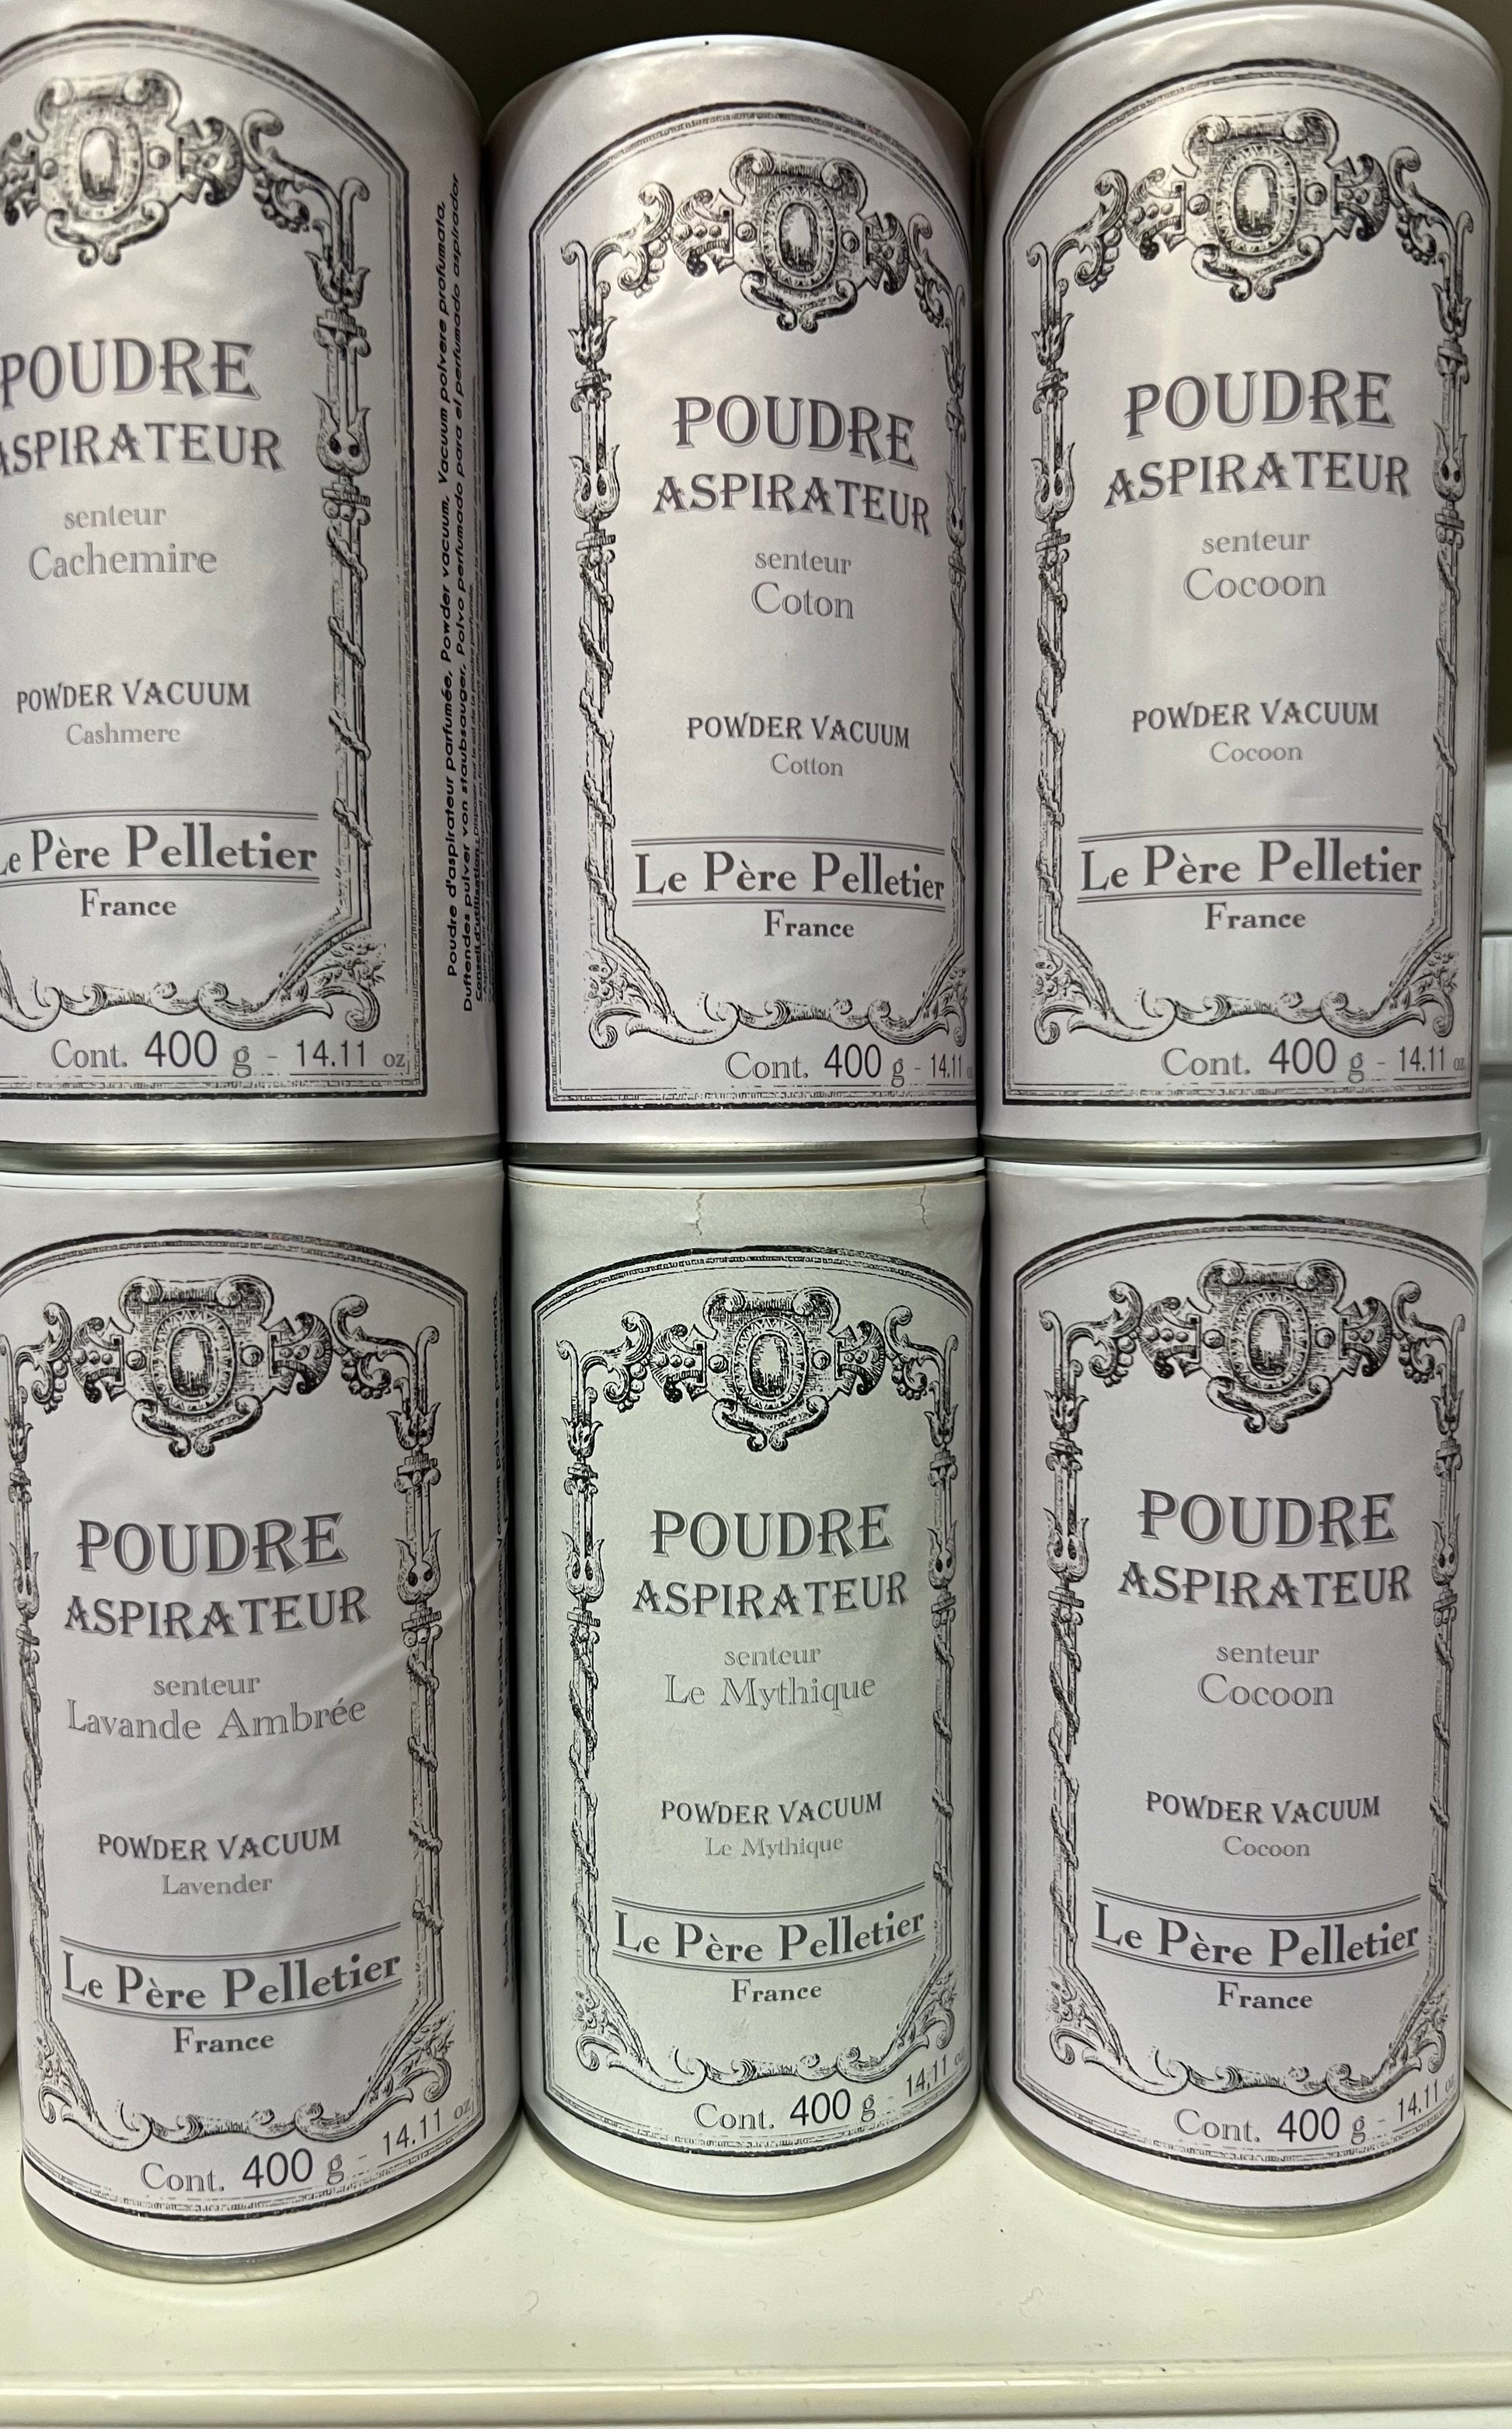 POUDRE
ASPIRATEUR
senteur
Cachemire
POWDER VACUUM
Cashmere
Le Père Pelletier
France
Cont. 400 g - 14.11 oz
Poudre d'aspirateur parfumée. Powder vacuum. Vacuum polvere profumata.
Duftendes pulver von staubsauger. Polvo perfumado para el perfumado aspirador
Conseil d'utilisation
POUDRE
ASPIRATEUR
senteur
Coton
POWDER VACUUM
Cotton
Le Père Pelletier
France
Cont. 400 g - 14.11
POUDRE
ASPIRATEUR
senteur
Cocoon
POWDER VACUUM
Cocoon
Le Père Pelletier
France
Cont. 400 g - 14.11 oz
POUDRE
ASPIRATEUR
senteur
Lavande Ambrée
POWDER VACUUM
Lavender
Le Père Pelletier
France
Cont. 400 g - 14.11 oz
POUDRE
ASPIRATEUR
senteur
Le Mythique
POWDER VACUUM
Le Mythique
Le Père Pelletier
France
Cont. 400 g - 14,11
POUDRE
ASPIRATEUR
senteur
Cocoon
POWDER VACUUM
Cocoon
Le Père Pelletier
France
Cont. 400 g - 14.11 oz